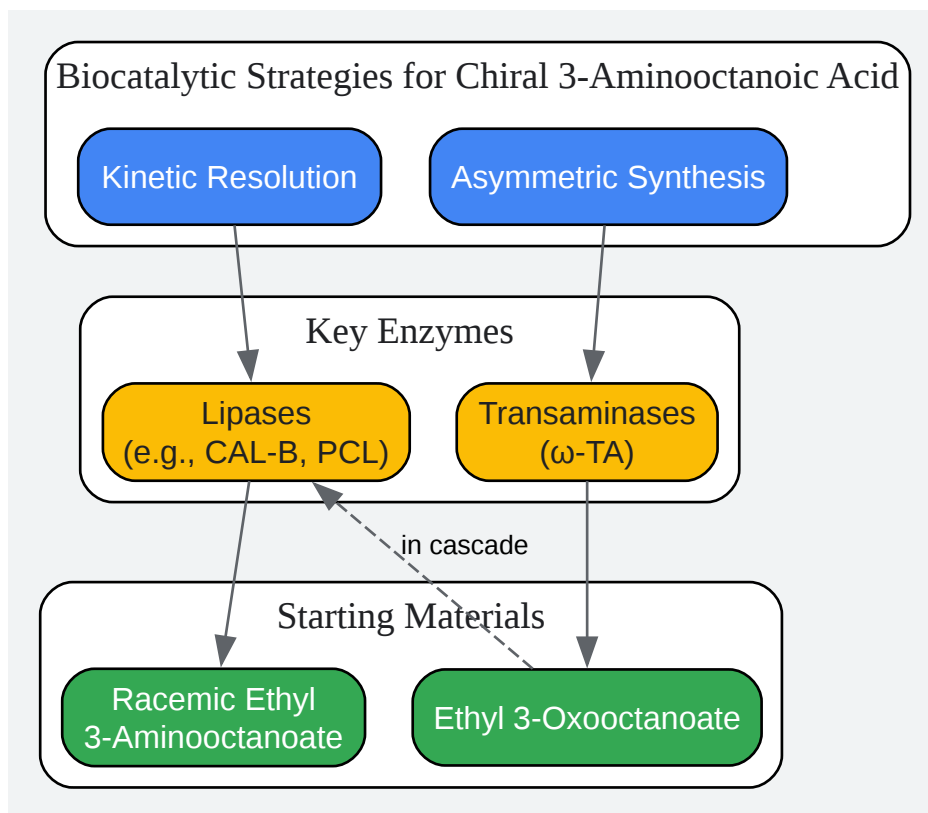 Biocatalytic Strategies for Chiral 3-Aminooctanoic Acid
Kinetic Resolution
Asymmetric Synthesis
Key Enzymes
Lipases
(e.g., CAL-B, PCL)
Transaminases
(ω-TA)
in cascade
Starting Materials
Racemic Ethyl
3-Aminooctanoate
Ethyl 3-Oxooctanoate